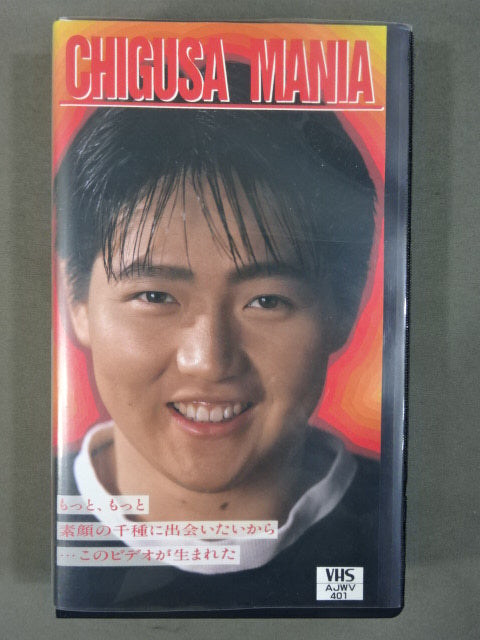 CHIGUSA MANIA
もっと、もっと
素顔の千種に出会いたいから
…このビデオが生まれた
VHS
AJWV
401